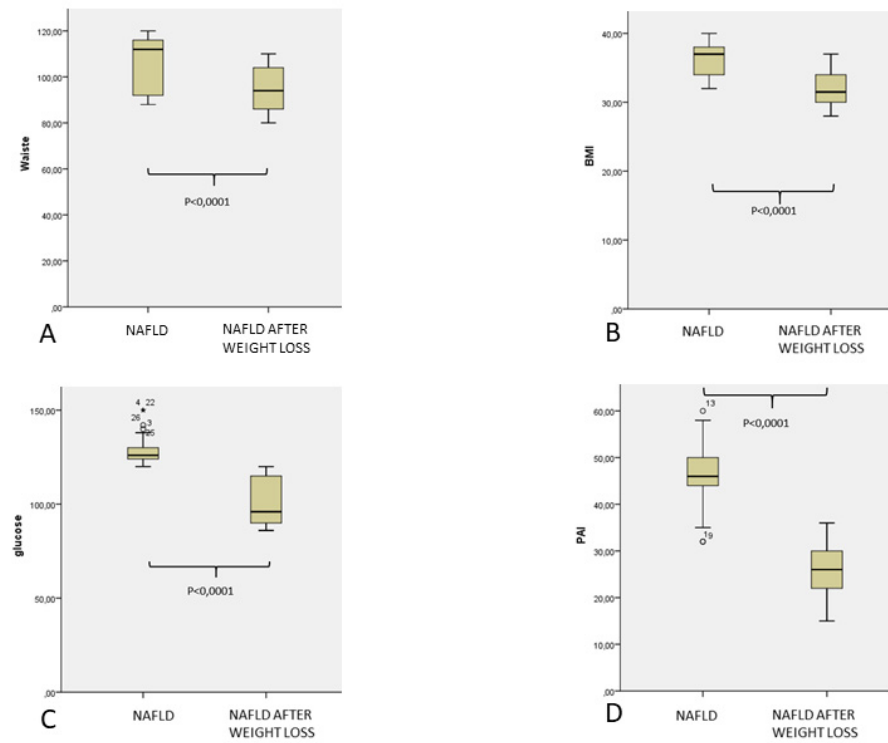 120,00
100,00
80,00
60,00
40,00
20,00
,00
Waiste
P<0,0001
A
NAFLD
NAFLD AFTER
WEIGHT LOSS
40,00
30,00
20,00
10,00
,00
BMI
P<0,0001
B
NAFLD
NAFLD AFTER
WEIGHT LOSS
150,00
100,00
50,00
,00
glucose
4 22
26 3
25
P<0,0001
C
NAFLD
NAFLD AFTER
WEIGHT LOSS
60,00
50,00
40,00
30,00
20,00
10,00
,00
PAI
13
19
P<0,0001
D
NAFLD
NAFLD AFTER
WEIGHT LOSS